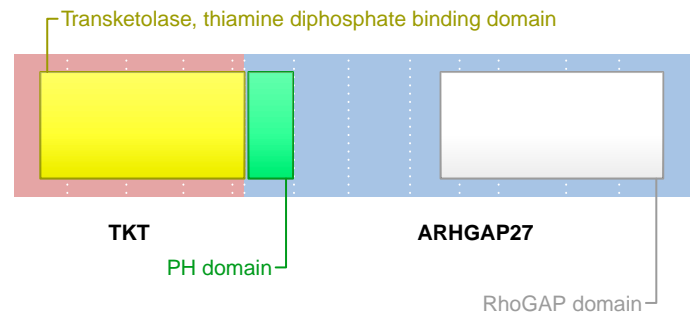 Transketolase, thiamine diphosphate binding domain
TKT
ARHGAP27
PH domain
RhoGAP domain